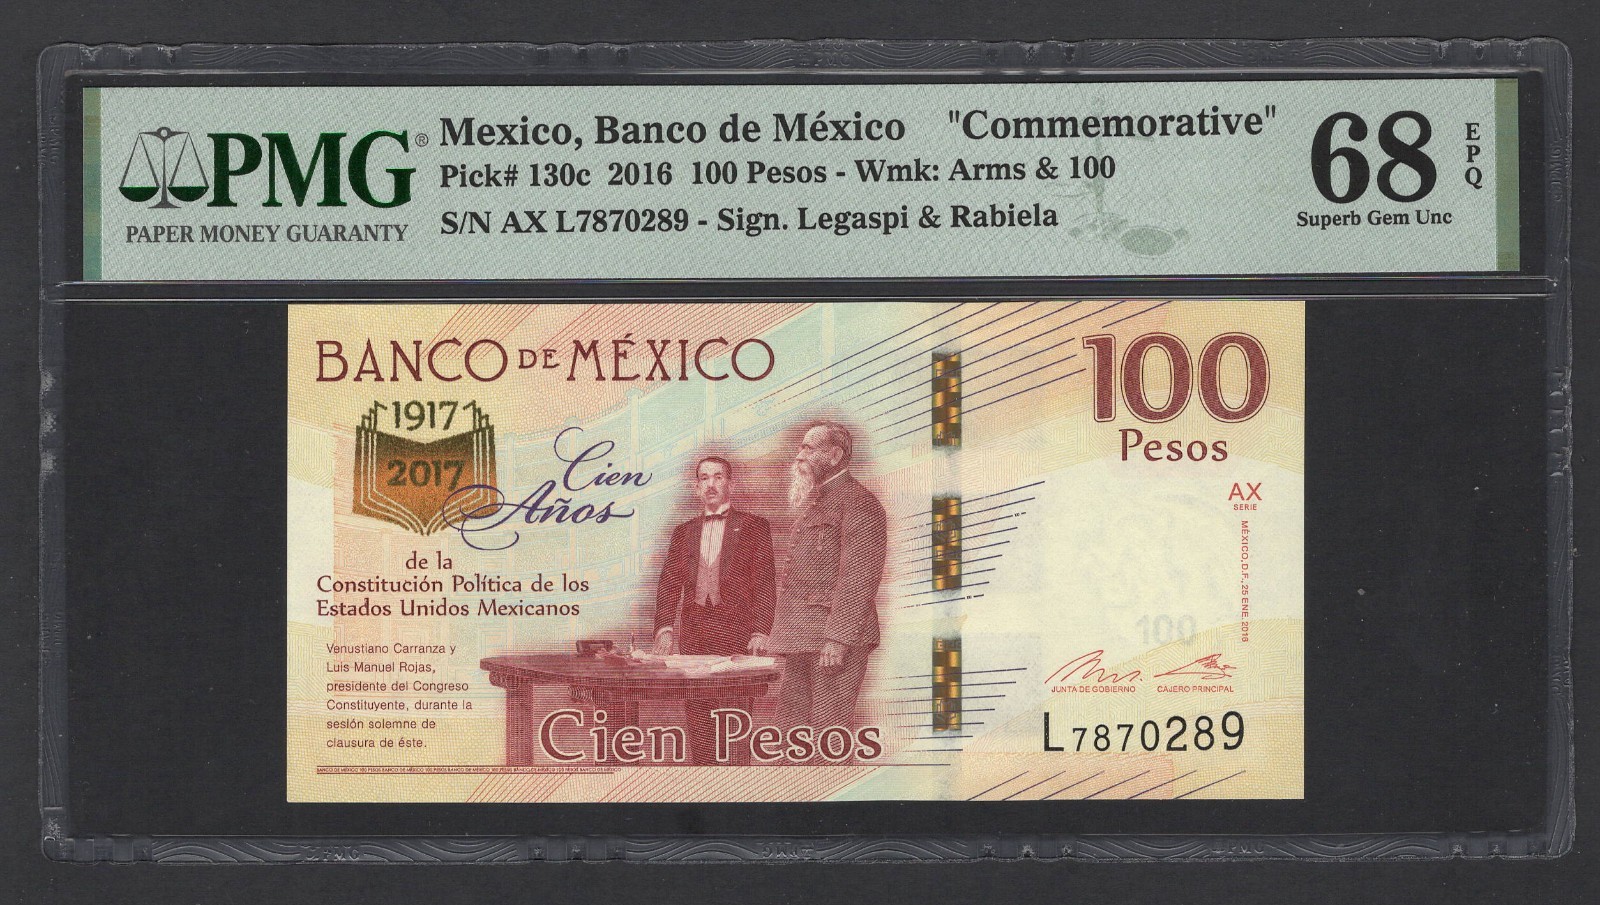 PMG®
PAPER MONEY GUARANTY
Mexico, Banco de México "Commemorative"
Pick# 130c 2016 100 Pesos - Wmk: Arms & 100
S/N AX L7870289 - Sign. Legaspi & Rabiela
68
EPQ
Superb Gem Unc
BANCO DE MÉXICO
1917
2017
Cien
Años
de la
Constitución Política de los
Estados Unidos Mexicanos
Venustiano Carranza y
Luis Manuel Rojas,
presidente del Congreso
Constituyente, durante la
sesión solemne de
clausura de éste.
Cien Pesos
100
Pesos
AX
SERIE
MÉXICO, D.F., 25 ENE. 2016
100
JUNTA DE GOBIERNO CAJERO PRINCIPAL
L7870289
PMG